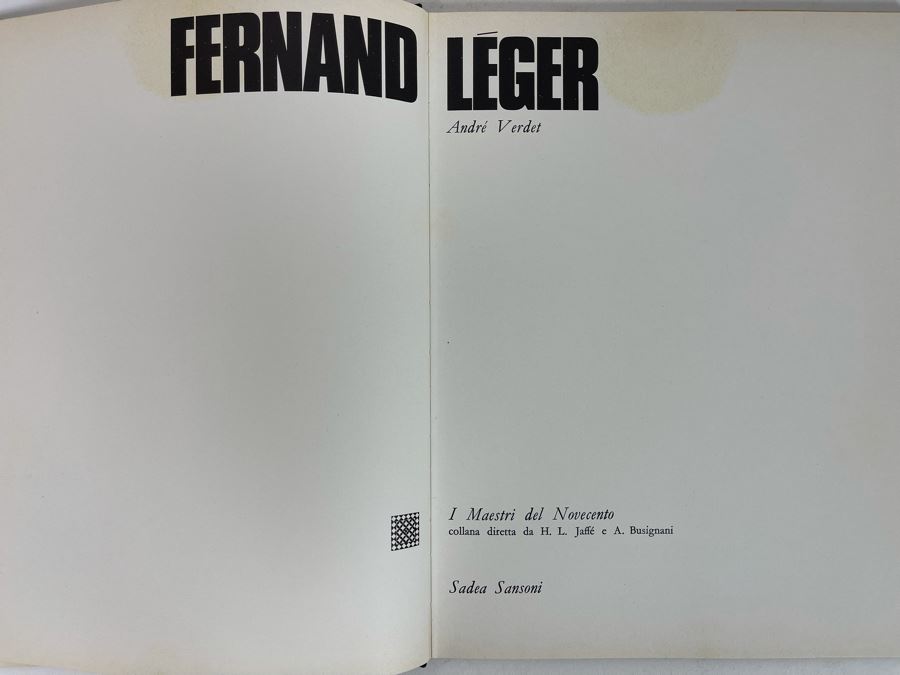 FERNAND LÉGER
André Verdet
I Maestri del Novecento
collana diretta da H. L. Jaffé e A. Busignani
Sadea Sansoni